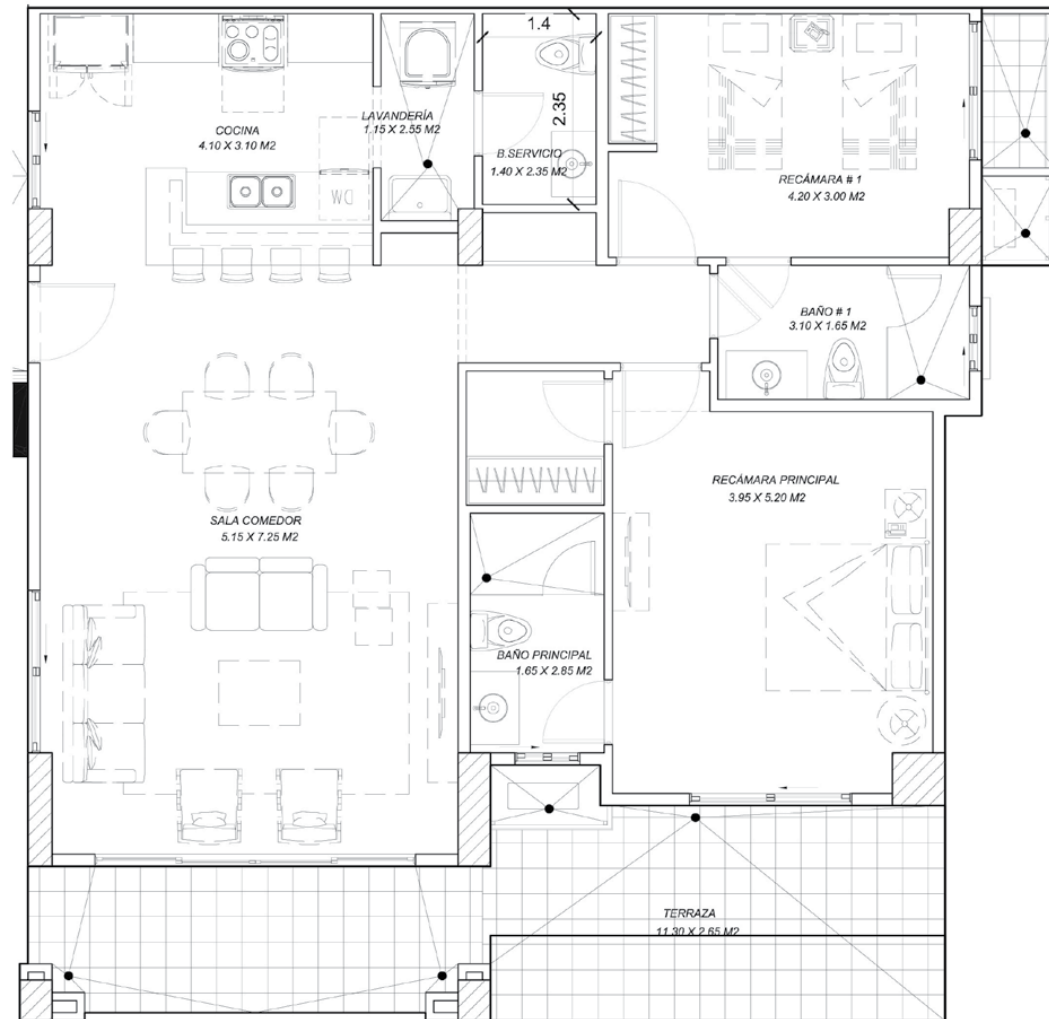 1.4
2.35
COCINA
4.10 X 3.10 M2
LAVANDERÍA
1.15 X 2.55 M2
B.SERVICIO
1.40 X 2.35 M2
RECÁMARA # 1
4.20 X 3.00 M2
DW
BAÑO # 1
3.10 X 1.65 M2
RECÁMARA PRINCIPAL
3.95 X 5.20 M2
SALA COMEDOR
5.15 X 7.25 M2
BAÑO PRINCIPAL
1.65 X 2.85 M2
TERRAZA
11.30 X 2.65 M2